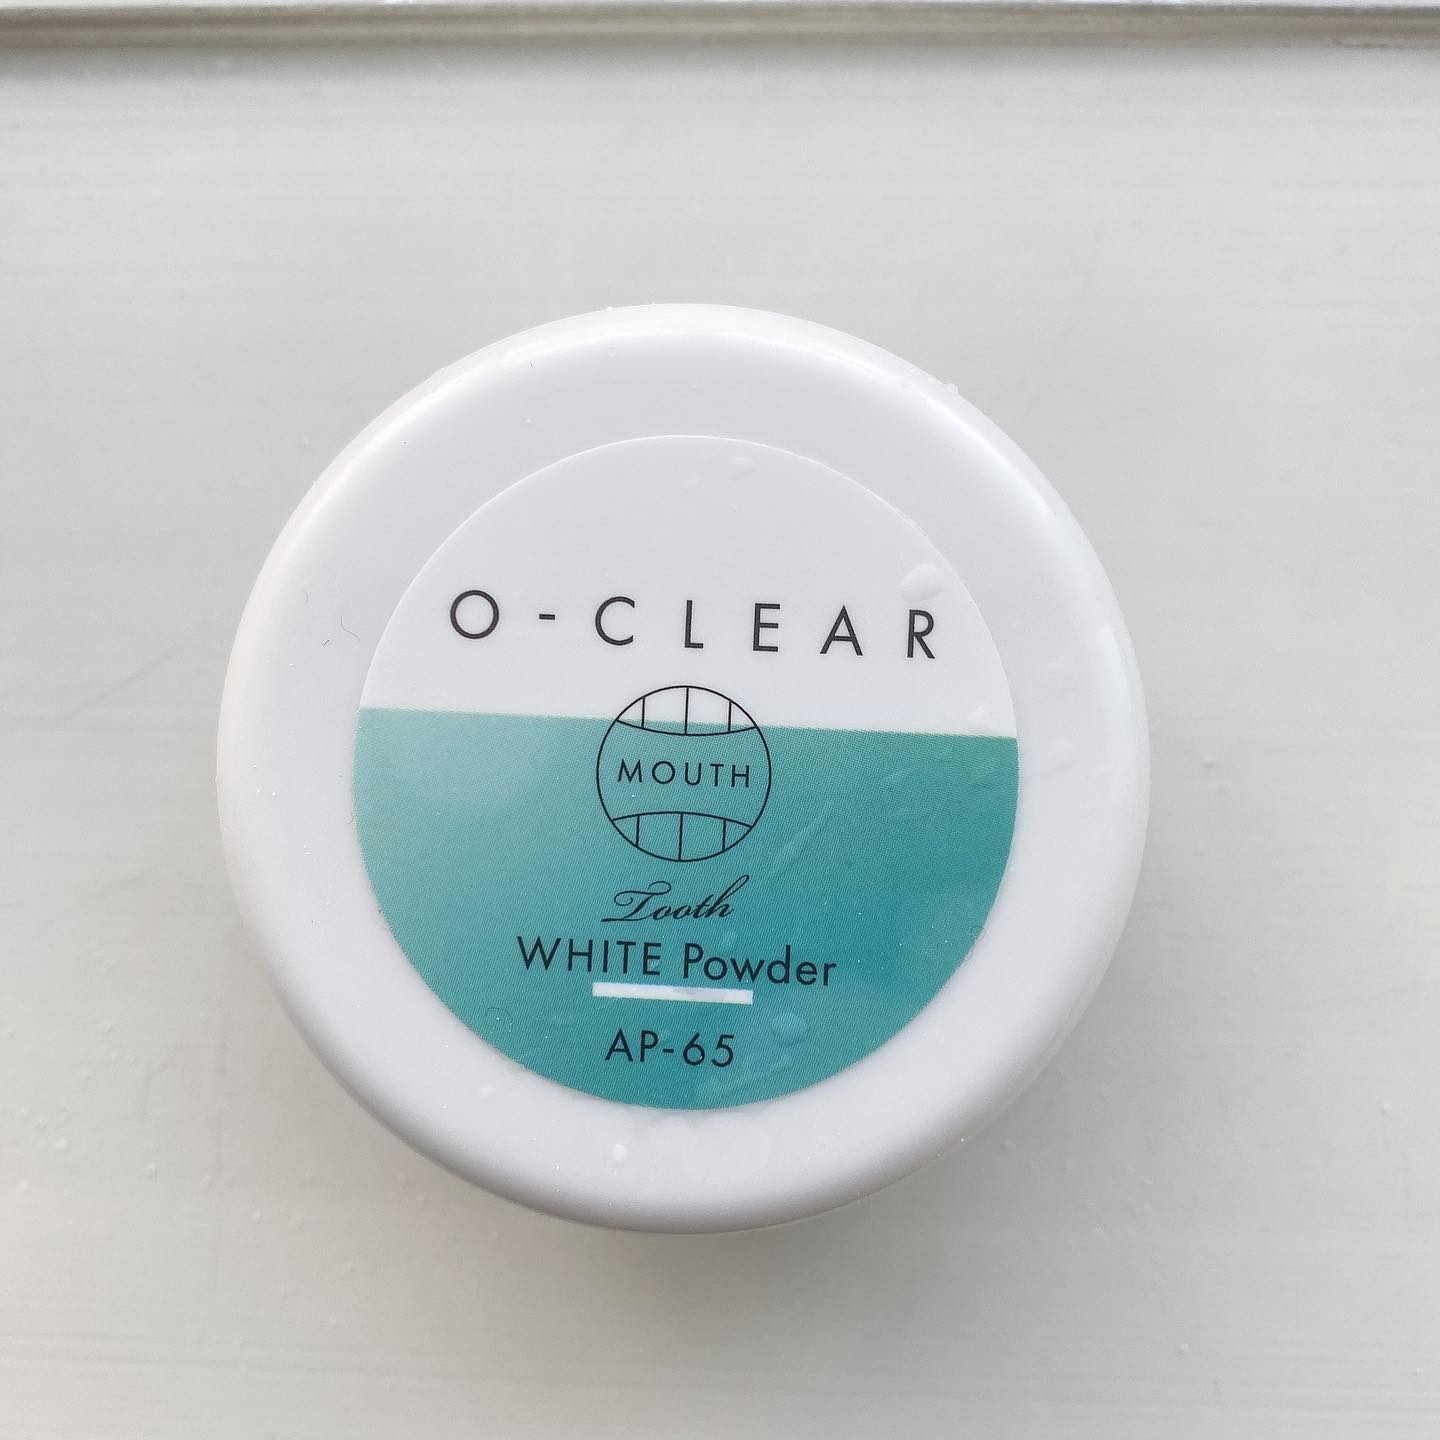 O-CLEAR
MOUTH
Tooth
WHITE Powder
AP-65